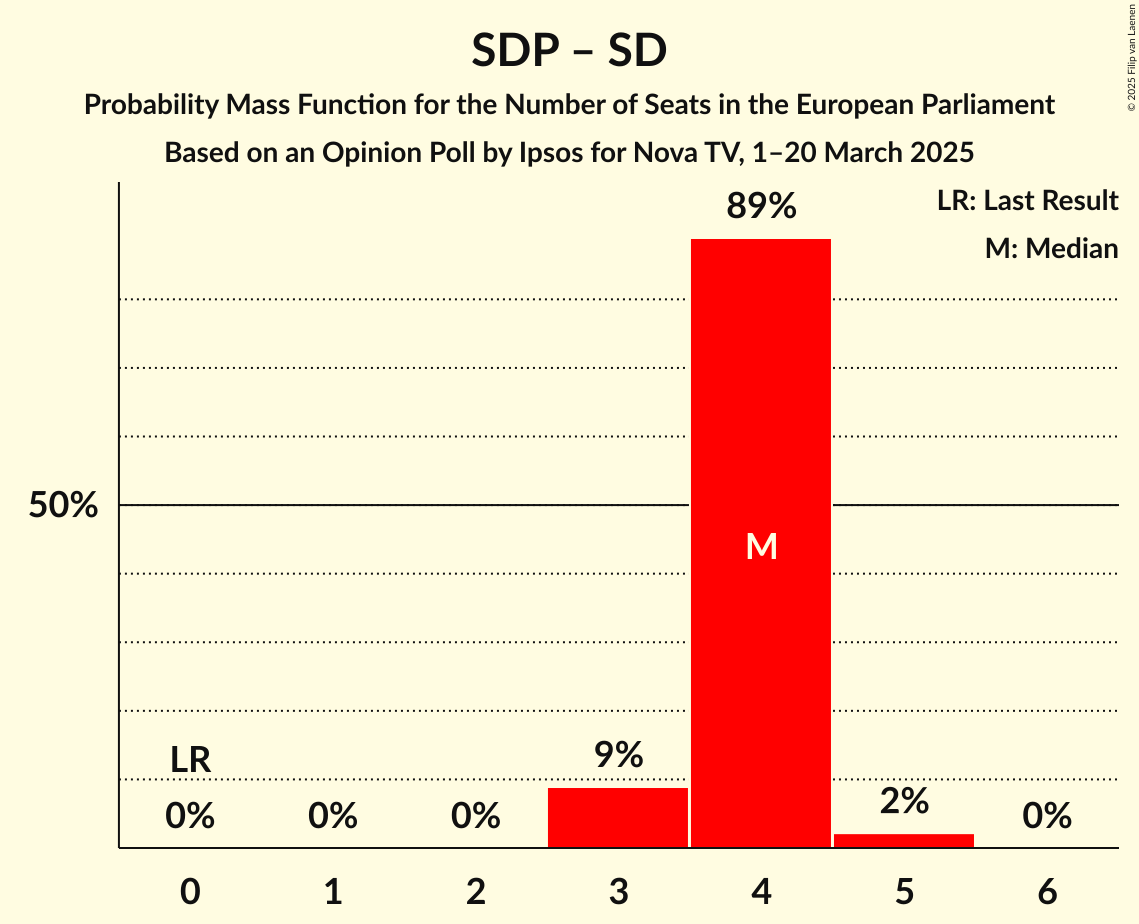 SDP – SD
Probability Mass Function for the Number of Seats in the European Parliament
Based on an Opinion Poll by Ipsos for Nova TV, 1–20 March 2025
© 2025 Filip van Laenen
LR: Last Result
M: Median
89%
50%
M
LR
9%
2%
0% 0% 0% 0%
0 1 2 3 4 5 6